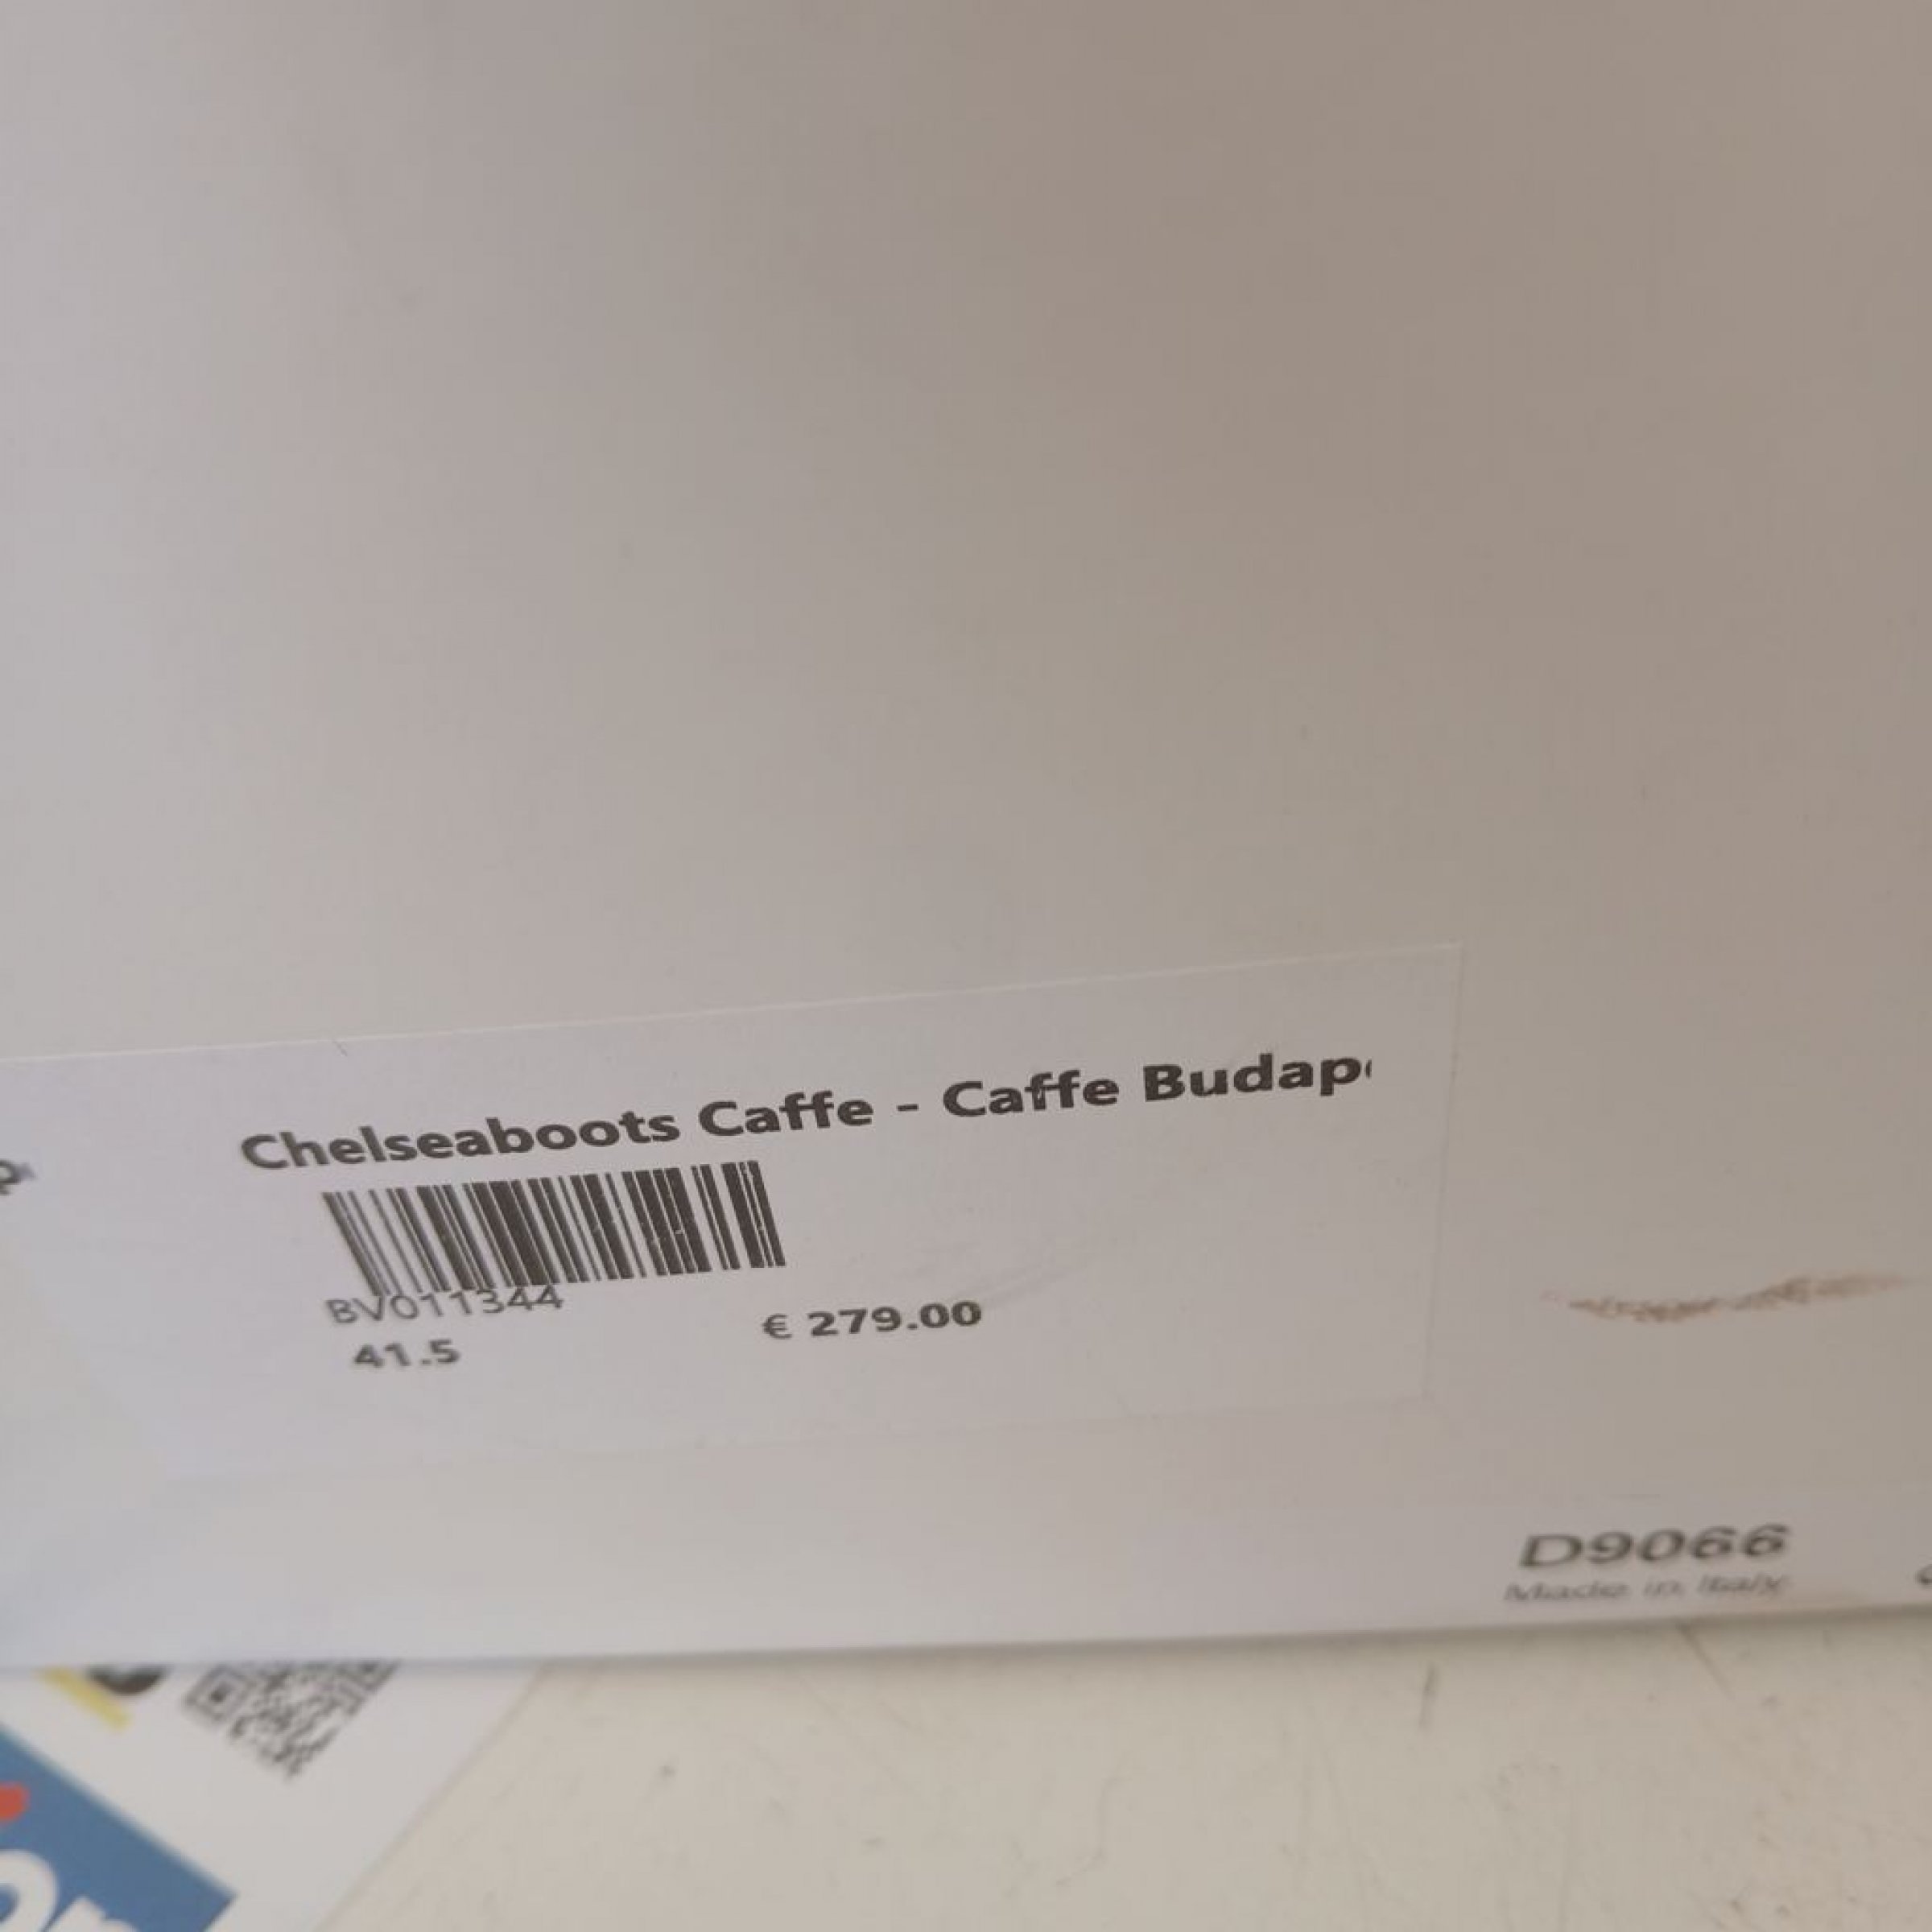 Chelseaboots Caffe - Caffe Budap
BV011344
41.5
€ 279.00
D9066
Made in Italy